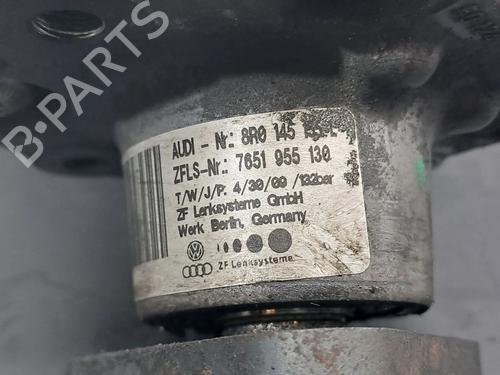 B-PARTS
AUDI - Nr.: 8R0 145
ZFLS-Nr.: 7651 955 130
T/W/J/P. 4/30/09 /132bar
ZF Lenksysteme GmbH
Werk Berlin, Germany
ZF Lenksysteme